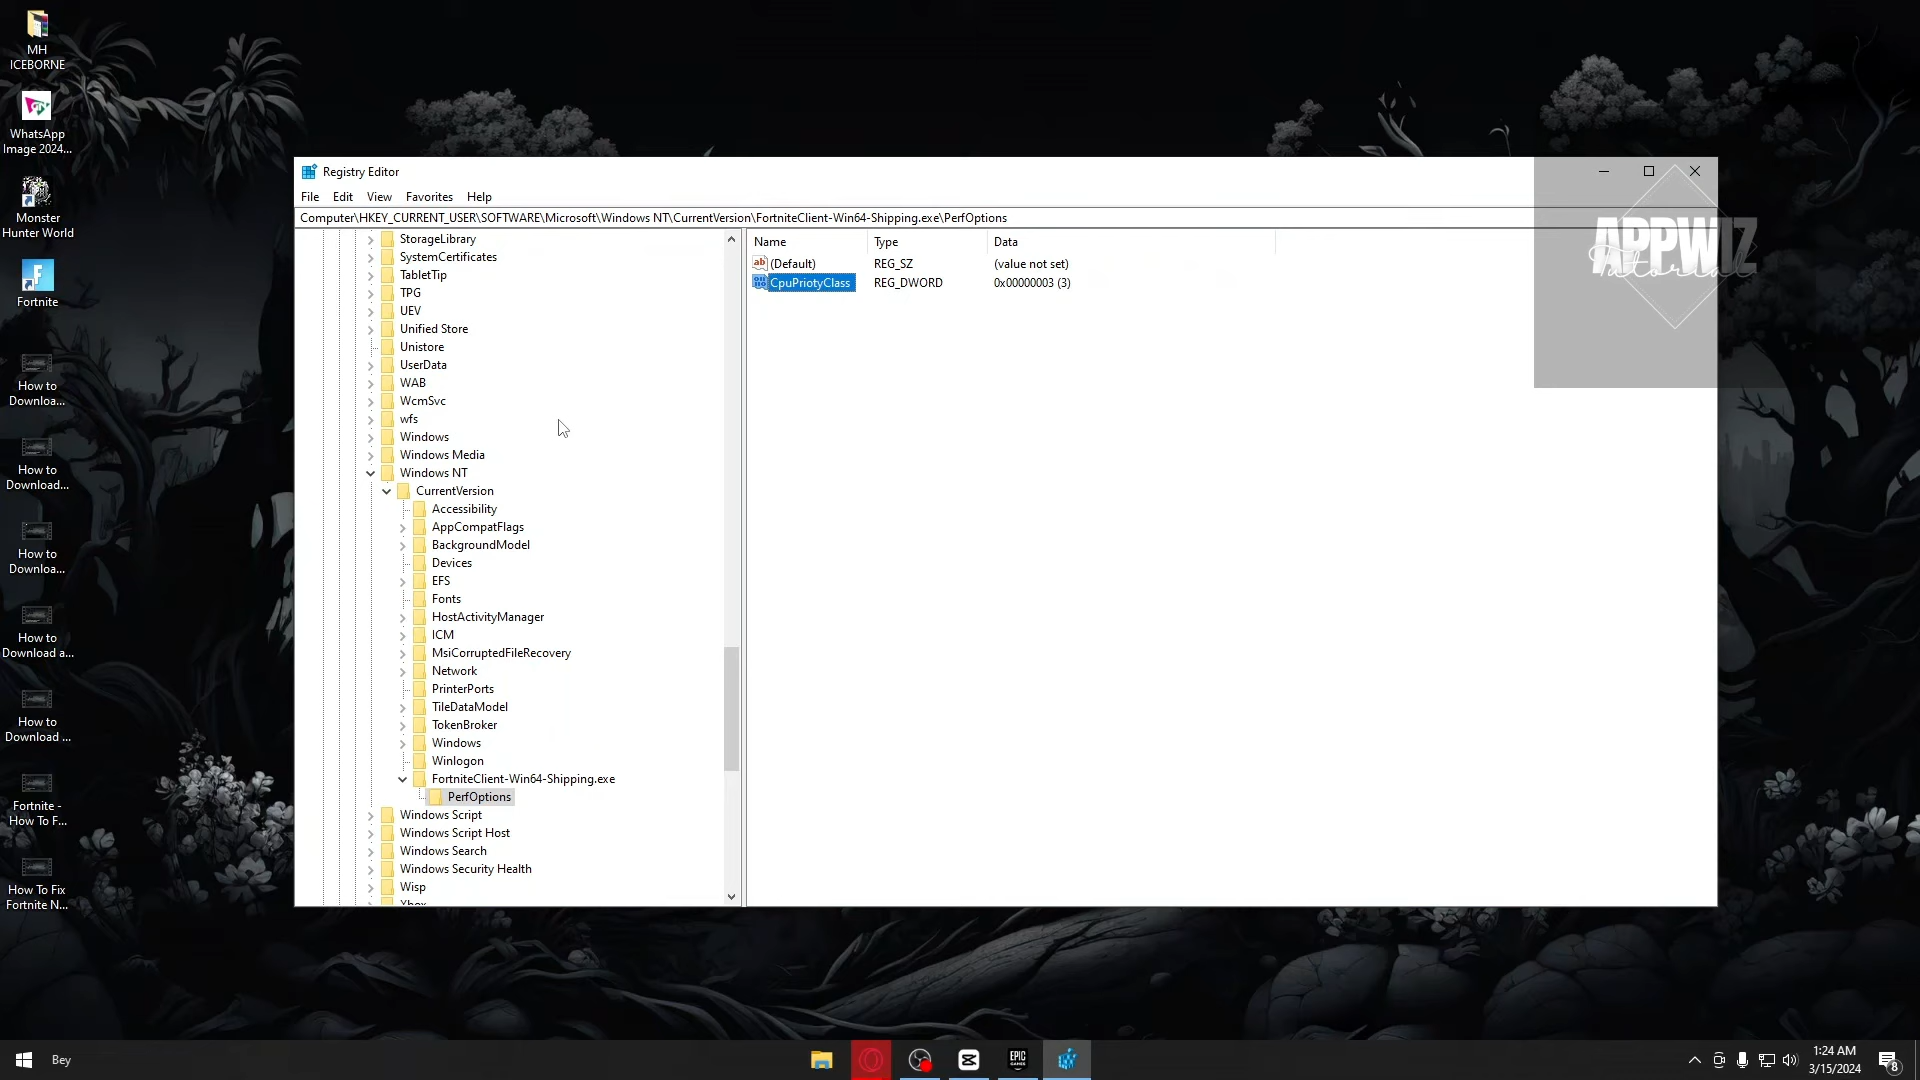 MH
ICEBORNE
WhatsApp
Image 2024...
Monster
Hunter World
Fortnite
How to
Downloa...
How to
Download...
How to
Downloa...
How to
Download a...
How to
Download ...
Fortnite -
How To F...
How To Fix
Fortnite N...
Registry Editor
File Edit View Favorites Help
Computer\HKEY_CURRENT_USER\SOFTWARE\Microsoft\Windows NT\CurrentVersion\FortniteClient-Win64-Shipping.exe\PerfOptions
StorageLibrary
SystemCertificates
TabletTip
TPG
UEV
Unified Store
Unistore
UserData
WAB
WcmSvc
wfs
Windows
Windows Media
Windows NT
CurrentVersion
Accessibility
AppCompatFlags
BackgroundModel
Devices
EFS
Fonts
HostActivityManager
ICM
MsiCorruptedFileRecovery
Network
PrinterPorts
TileDataModel
TokenBroker
Windows
Winlogon
FortniteClient-Win64-Shipping.exe
PerfOptions
Windows Script
Windows Script Host
Windows Search
Windows Security Health
Wisp
Xbox
Name Type Data
(Default) REG_SZ (value not set)
CpuPriotyClass REG_DWORD 0x00000003 (3)
APPWIZ
Tutorial
Bey
EPIC
GAMES
1:24 AM
3/15/2024
8